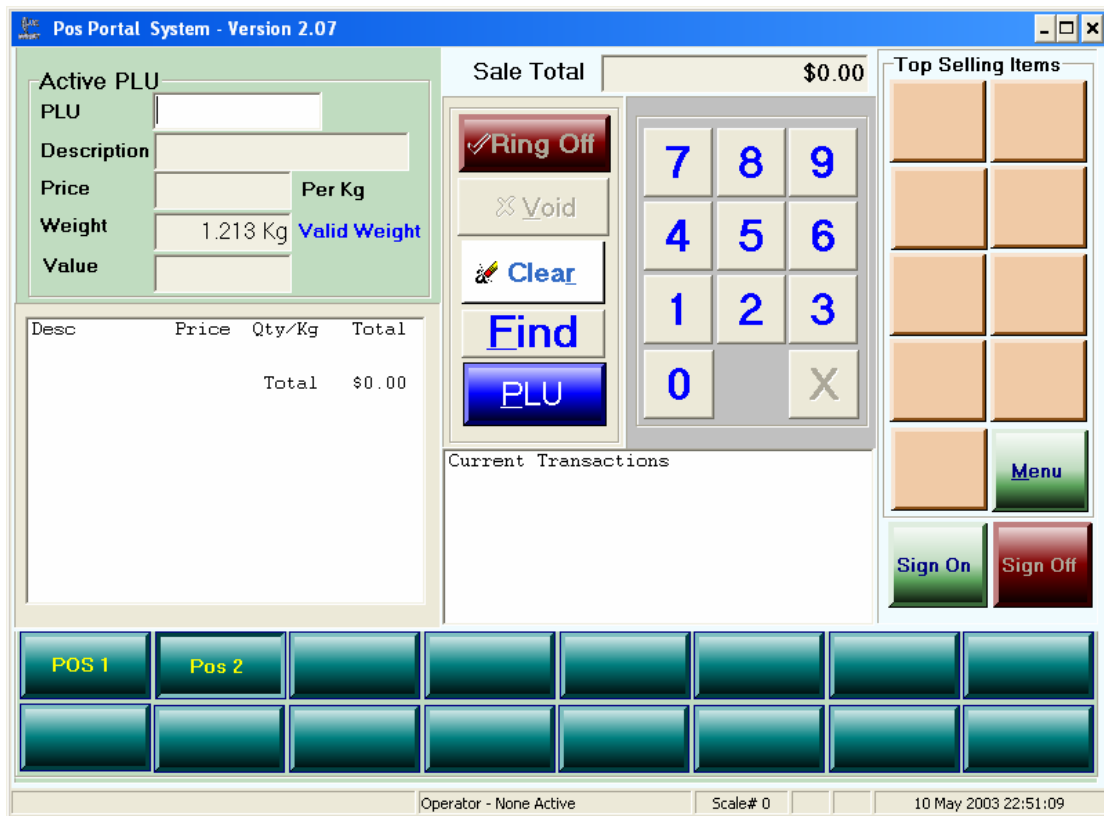 Pos Portal System - Version 2.07
Active PLU
PLU
Description
Price Per Kg
Weight 1.213 Kg Valid Weight
Value
Desc Price Qty/Kg Total
Total $0.00
Sale Total $0.00
Ring Off
Void
Clear
Find
PLU
7 8 9
4 5 6
1 2 3
0 X
Current Transactions
Top Selling Items
Menu
Sign On Sign Off
POS 1 Pos 2
Operator - None Active Scale# 0 10 May 2003 22:51:09